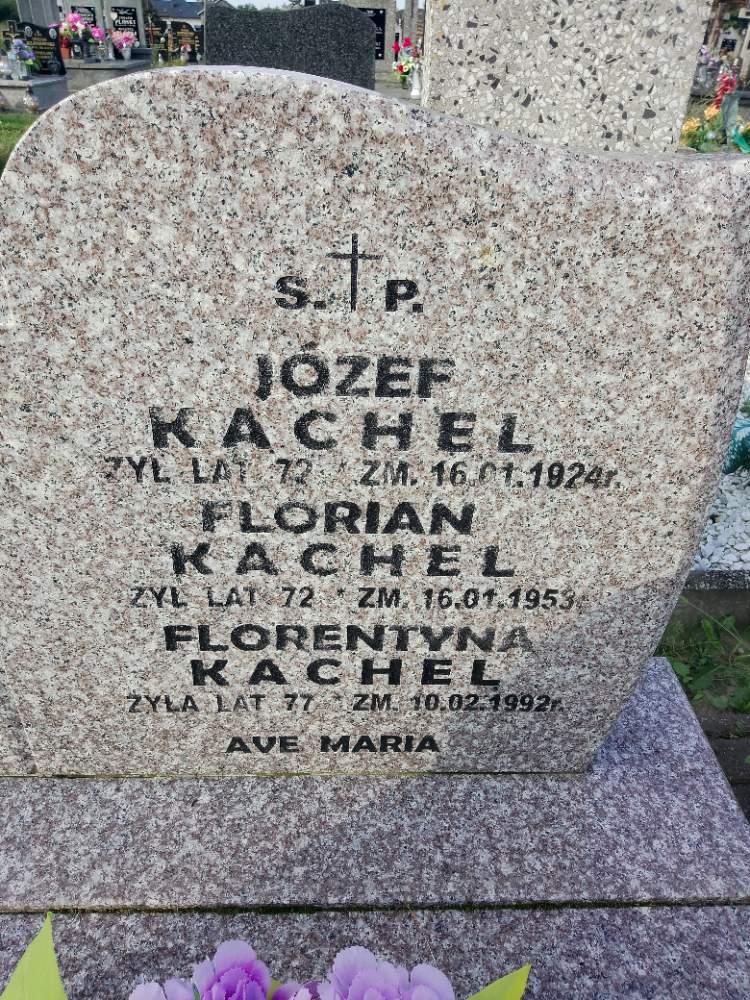 S. P.
JÓZEF
KACHEL
ŻYŁ LAT 72 * ZM. 16.01.1924r.
FLORIAN
KACHEL
ŻYŁ LAT 72 * ZM. 16.01.1953r.
FLORENTYNA
KACHEL
ŻYŁA LAT 77 * ZM. 10.02.1992r.
AVE MARIA